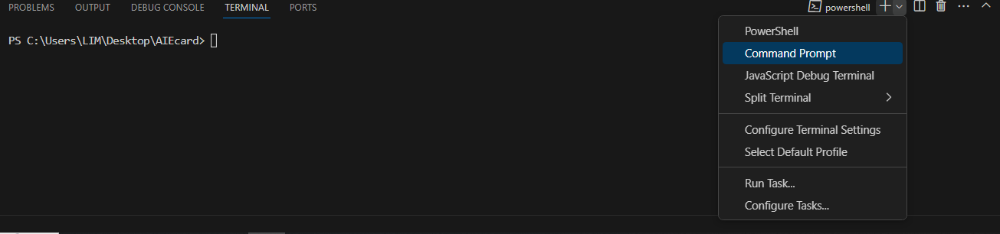 PROBLEMS OUTPUT DEBUG CONSOLE TERMINAL PORTS powershell
PS C:\Users\LIM\Desktop\AIEcard>
PowerShell
Command Prompt
JavaScript Debug Terminal
Split Terminal
Configure Terminal Settings
Select Default Profile
Run Task...
Configure Tasks...